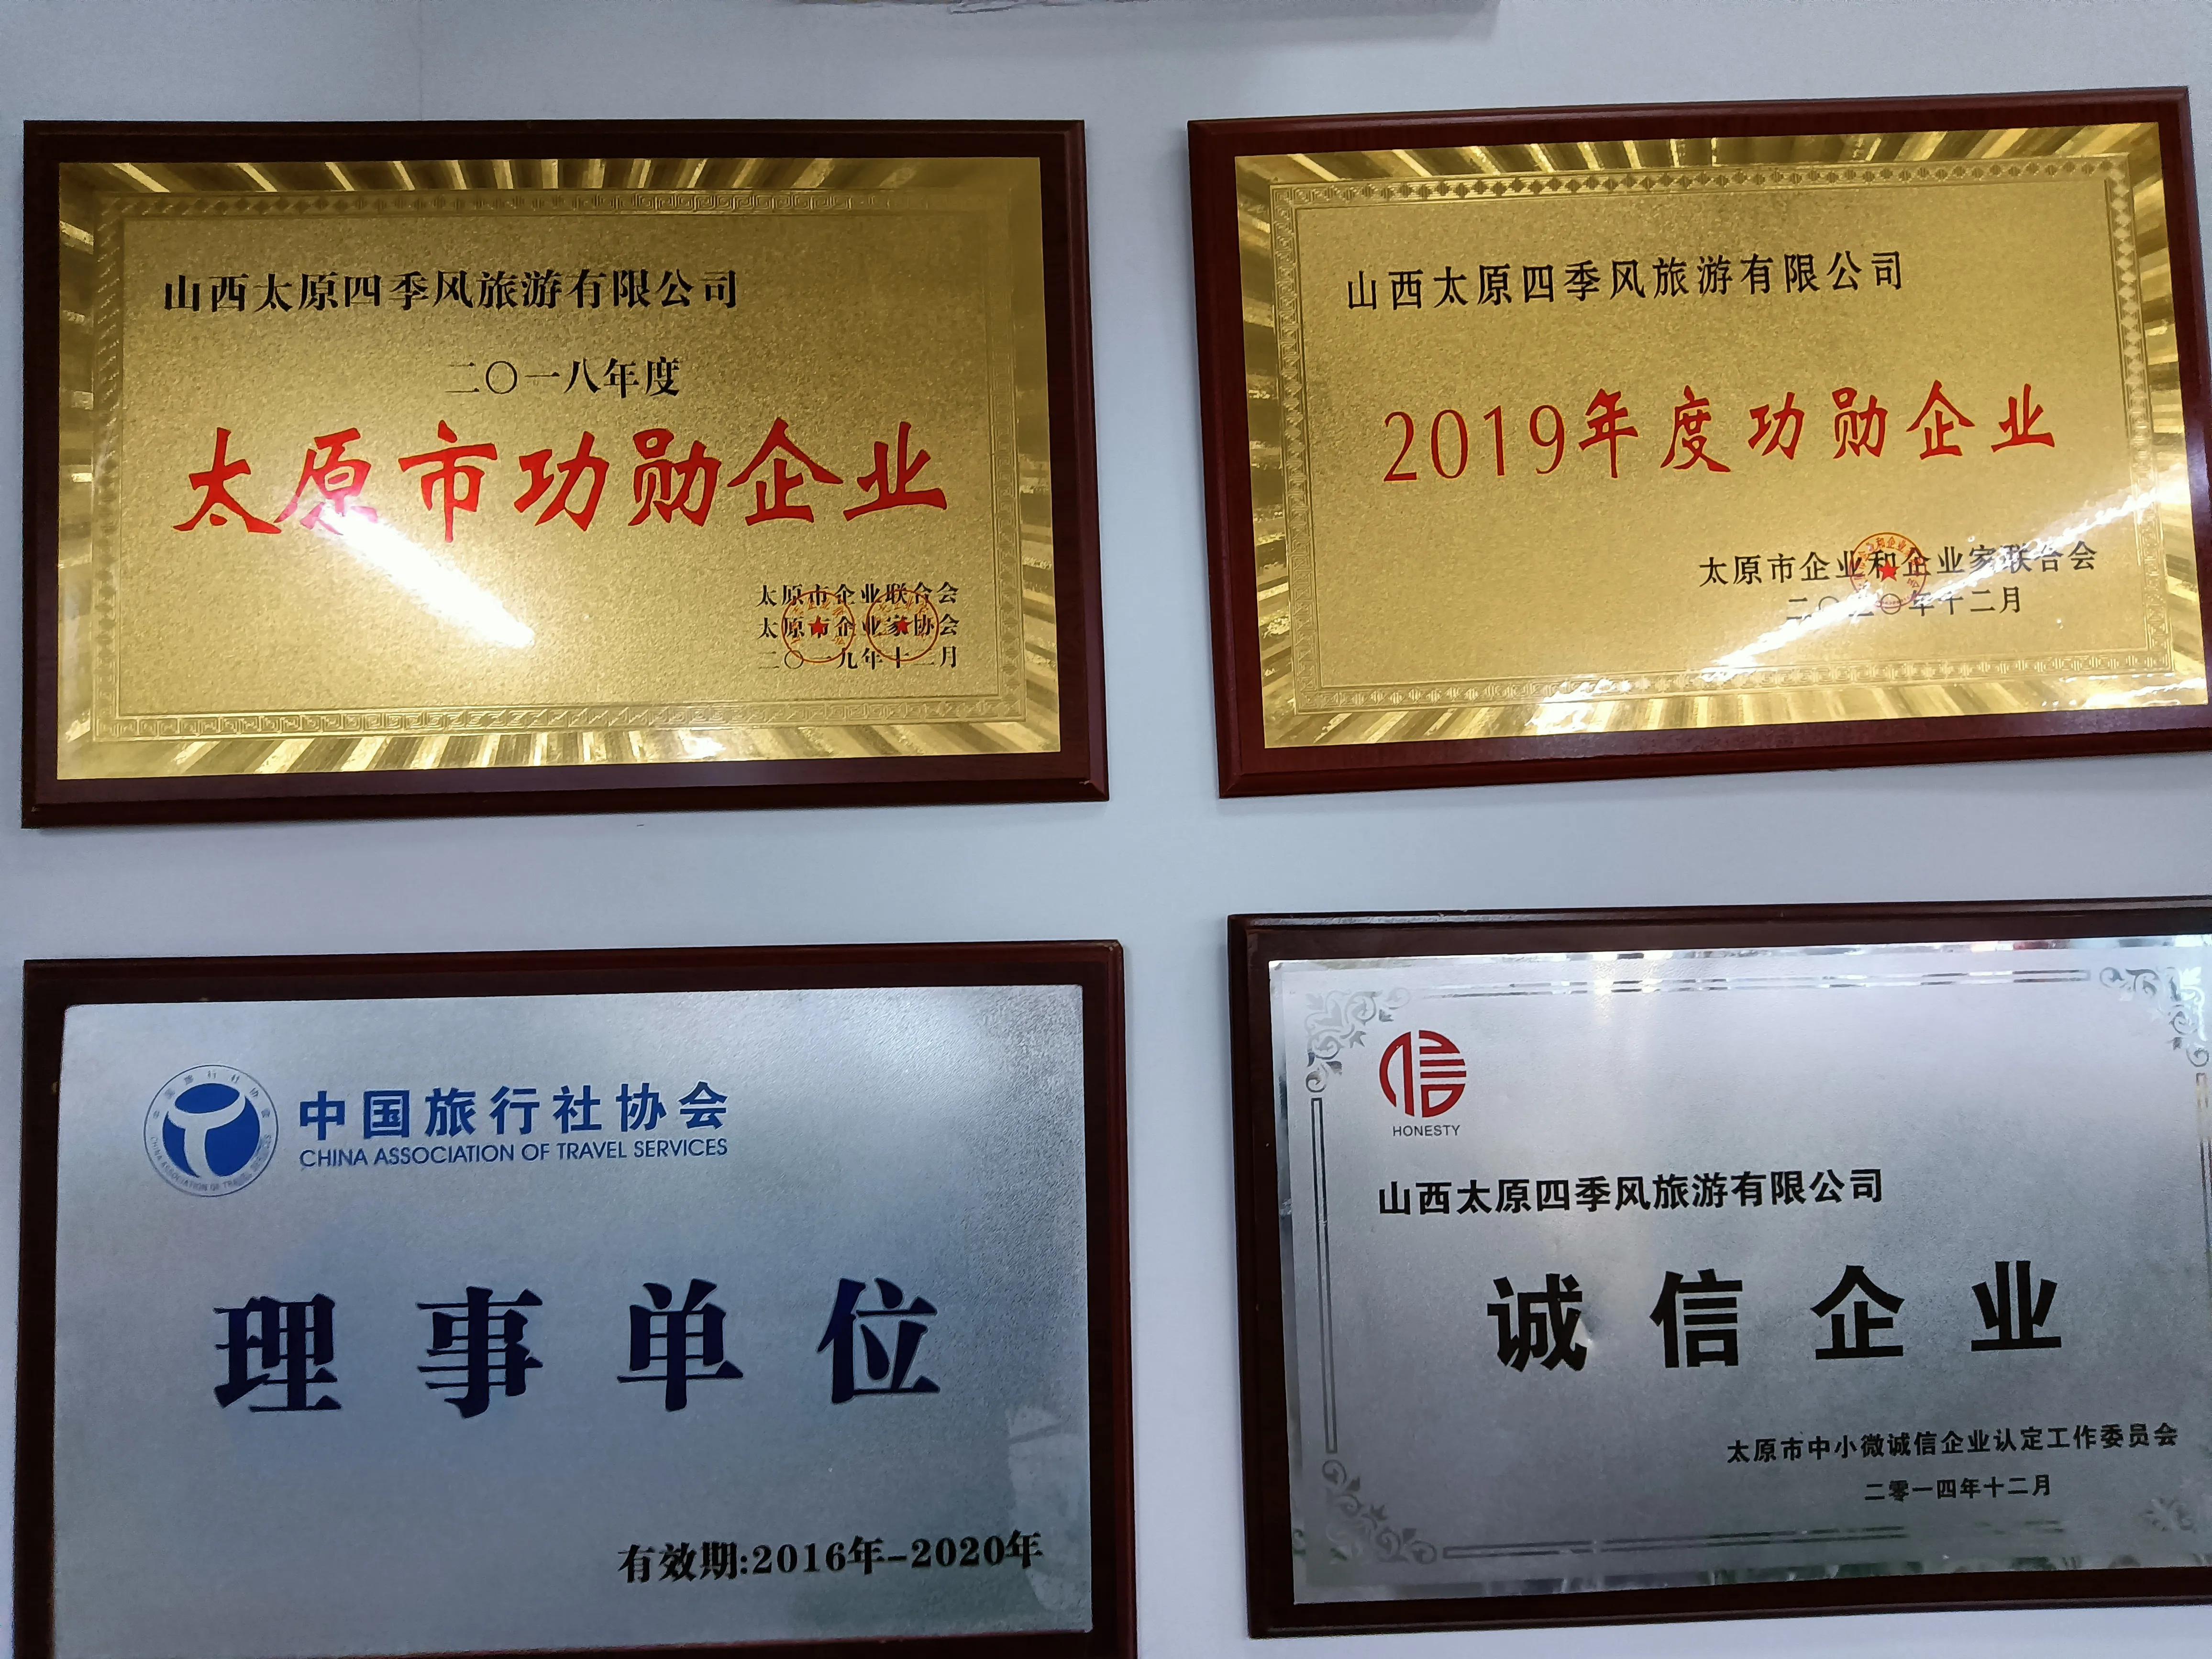 山西太原四季风旅游有限公司
二〇一八年度
太原市功勋企业
太原市企业联合会
太原市企业家协会
二〇一九年十二月
山西太原四季风旅游有限公司
2019年度功勋企业
太原市企业和企业家联合会
二〇二〇年十二月
中国旅行社协会
CHINA ASSOCIATION OF TRAVEL SERVICES
理事单位
有效期:2016年-2020年
信
HONESTY
山西太原四季风旅游有限公司
诚信企业
太原市中小微诚信企业认定工作委员会
二零一四年十二月